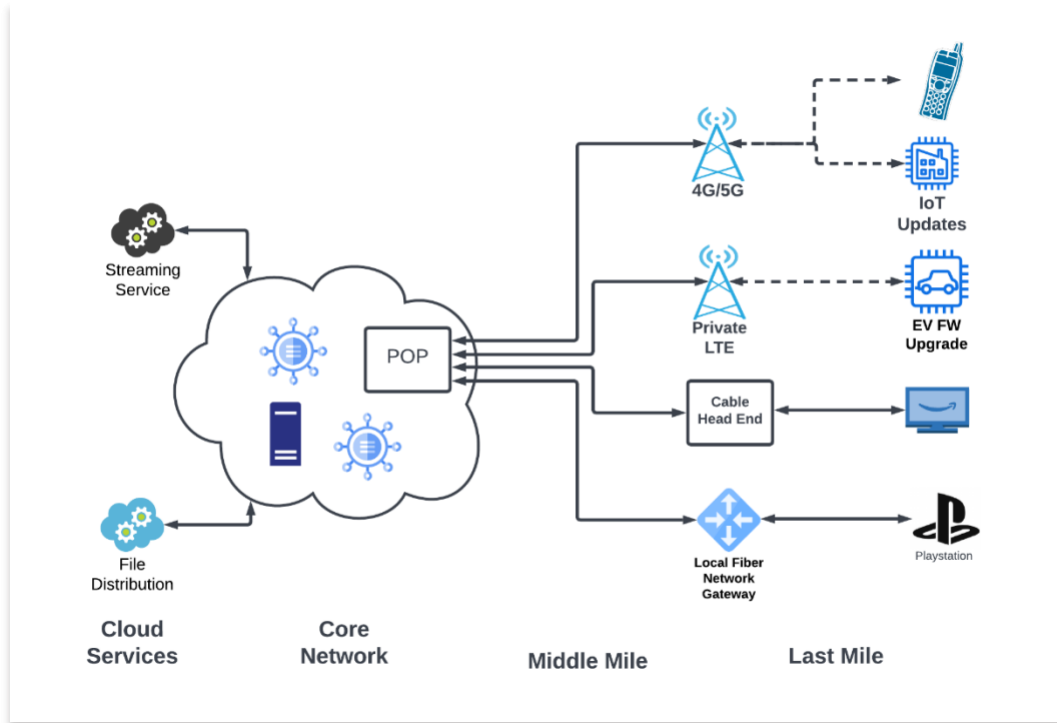 4G/5G
IoT
Updates
Streaming
Service
Private
LTE
EV FW
Upgrade
POP
Cable
Head End
Local Fiber
Network
Gateway
Playstation
File
Distribution
Cloud
Services
Core
Network
Middle Mile
Last Mile